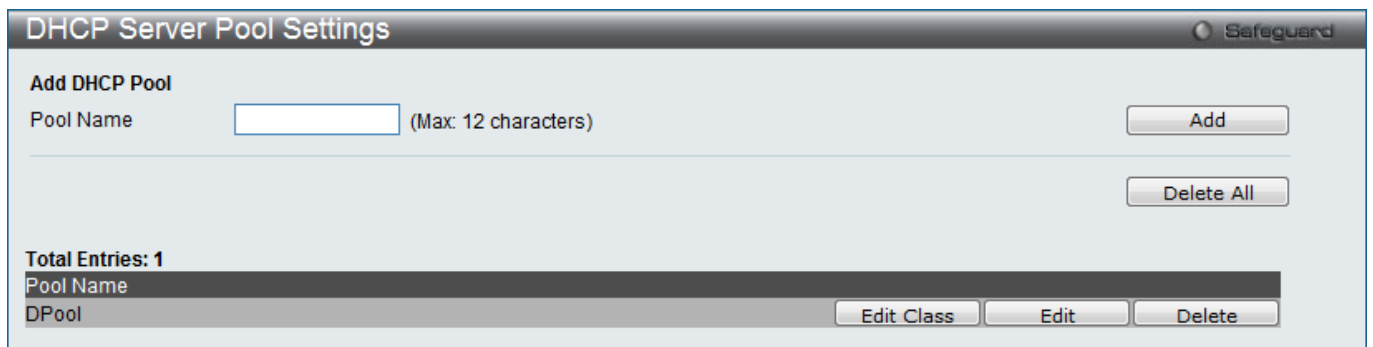 DHCP Server Pool Settings
Safeguard
Add DHCP Pool
Pool Name (Max: 12 characters) Add
Delete All
Total Entries: 1
Pool Name
DPool Edit Class Edit Delete